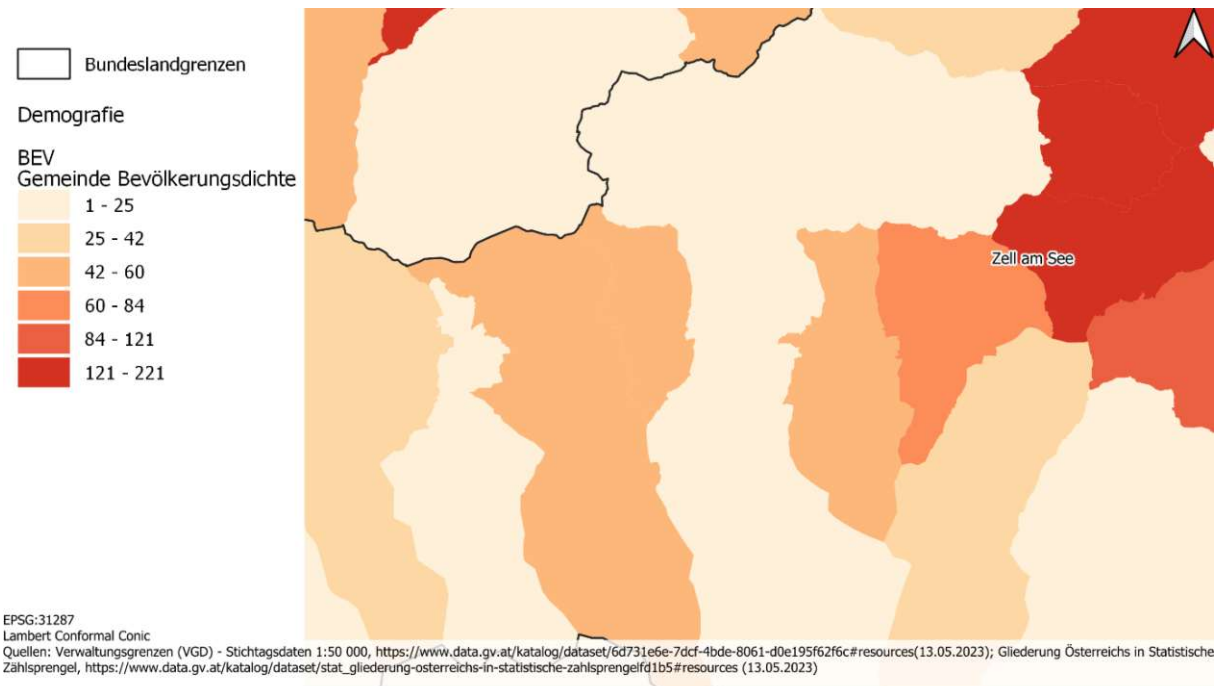 Bundeslandgrenzen
Demografie
BEV
Gemeinde Bevölkerungsdichte
1 - 25
25 - 42
42 - 60
60 - 84
84 - 121
121 - 221
Zell am See
EPSG:31287
Lambert Conformal Conic
Quellen: Verwaltungsgrenzen (VGD) - Stichtagsdaten 1:50 000, https://www.data.gv.at/katalog/dataset/6d731e6e-7dcf-4bde-8061-d0e195f62f6c#resources(13.05.2023); Gliederung Österreichs in Statistische
Zählsprengel, https://www.data.gv.at/katalog/dataset/stat_gliederung-osterreichs-in-statistische-zahlsprengelfd1b5#resources (13.05.2023)